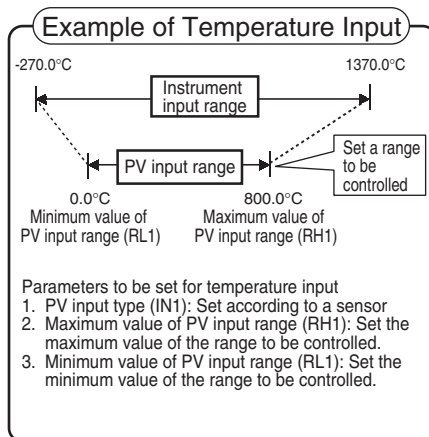 Example of Temperature Input
-270.0°C 1370.0°C
Instrument
input range
PV input range
Set a range
to be
controlled
0.0°C 800.0°C
Minimum value of Maximum value of
PV input range (RL1) PV input range (RH1)
Parameters to be set for temperature input
1. PV input type (IN1): Set according to a sensor
2. Maximum value of PV input range (RH1): Set the
maximum value of the range to be controlled.
3. Minimum value of PV input range (RL1): Set the
minimum value of the range to be controlled.